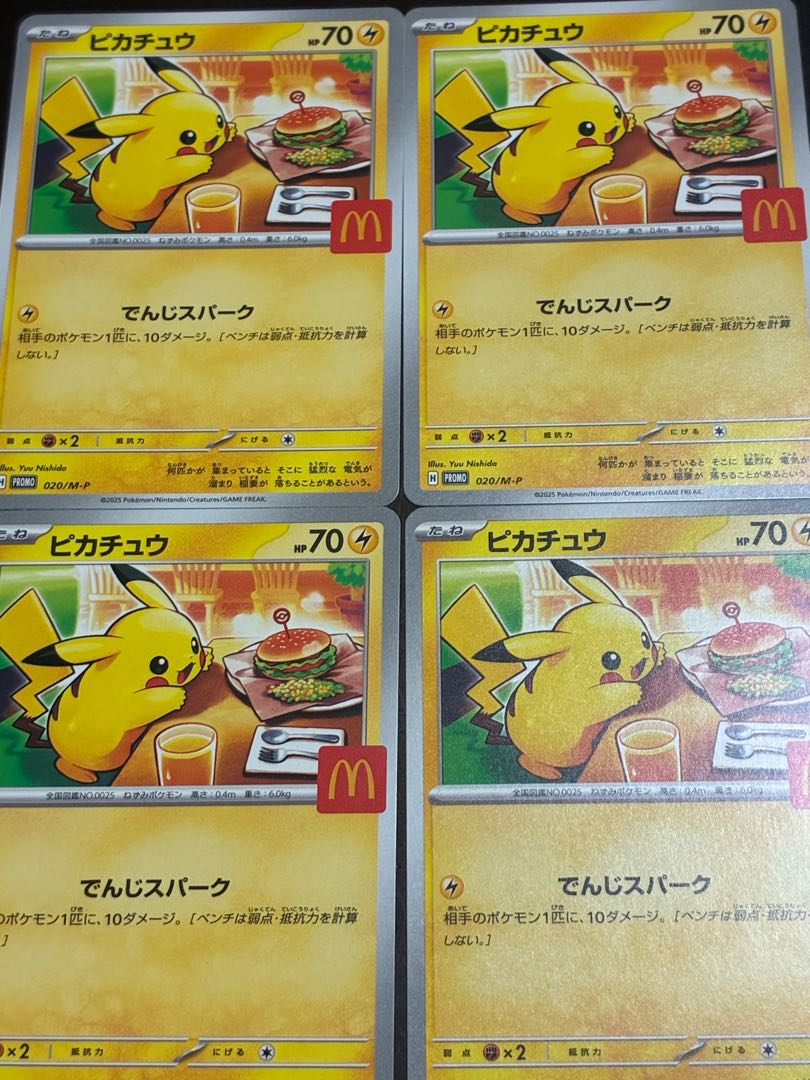 たね ピカチュウ HP70
全国図鑑NO.0025 ねずみポケモン 高さ:0.4m 重さ:6.0kg
でんじスパーク
相手のポケモン1匹に、10ダメージ。[ベンチは弱点・抵抗力を計算
しない。]
弱点 ×2 抵抗力 にげる
Illus. Yuu Nishida
何匹かが 集まっていると そこに 猛烈な 電気が
H PROMO 020/M-P
溜まり 稲妻が 落ちることがあるという。
©2025 Pokémon/Nintendo/Creatures/GAME FREAK.
たね ピカチュウ HP70
全国図鑑NO.0025 ねずみポケモン 高さ:0.4m 重さ:6.0kg
でんじスパーク
相手のポケモン1匹に、10ダメージ。[ベンチは弱点・抵抗力を計算
しない。]
弱点 ×2 抵抗力 にげる
Illus. Yuu Nishida
何匹かが 集まっていると そこに 猛烈な 電気が
H PROMO 020/M-P
溜まり 稲妻が 落ちることがあるという。
©2025 Pokémon/Nintendo/Creatures/GAME FREAK.
ね ピカチュウ HP70
全国図鑑NO.0025 ねずみポケモン 高さ:0.4m 重さ:6.0kg
でんじスパーク
のポケモン1匹に、10ダメージ。[ベンチは弱点・抵抗力を計算
]
×2 抵抗力 にげる
たね ピカチュウ HP70
全国図鑑NO.0025 ねずみポケモン 高さ:0.4m 重さ:6.0kg
でんじスパーク
相手のポケモン1匹に、10ダメージ。[ベンチは弱点・抵抗力
しない。]
弱点 ×2 抵抗力 にげる